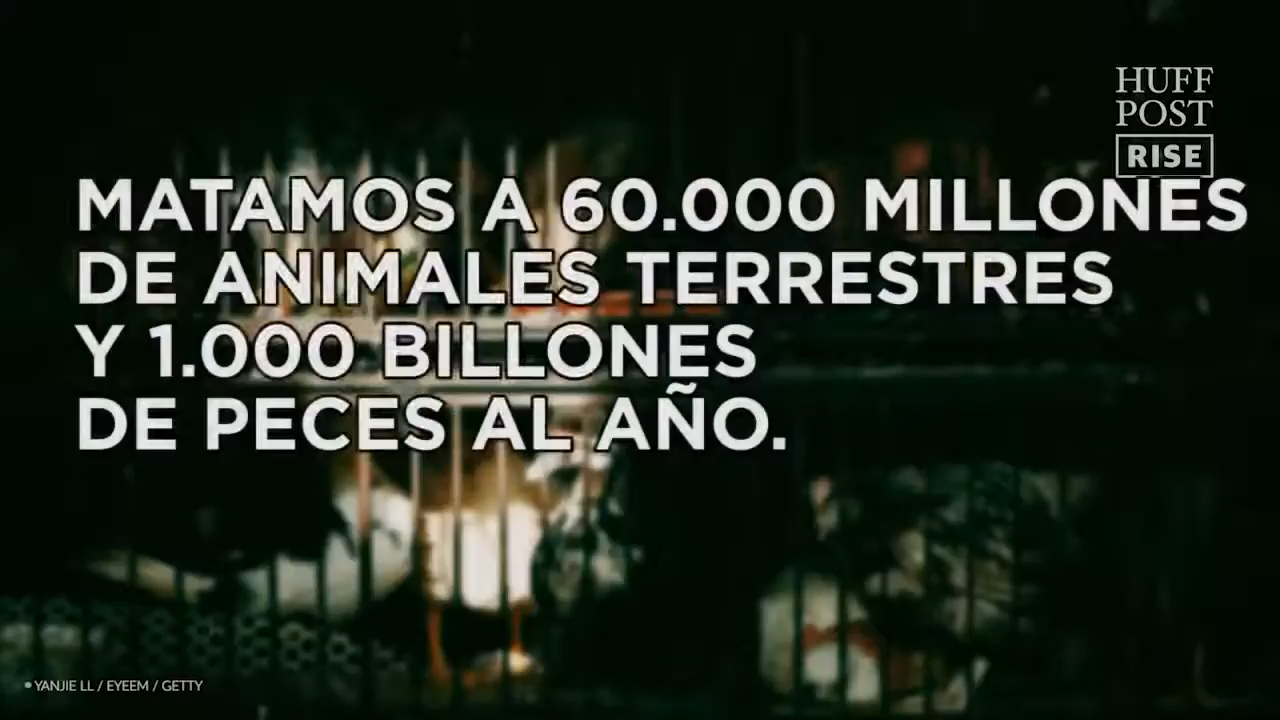 HUFF
POST
RISE
MATAMOS A 60.000 MILLONES
DE ANIMALES TERRESTRES
Y 1.000 BILLONES
DE PECES AL AÑO.
YANJIE LL / EYEEM / GETTY